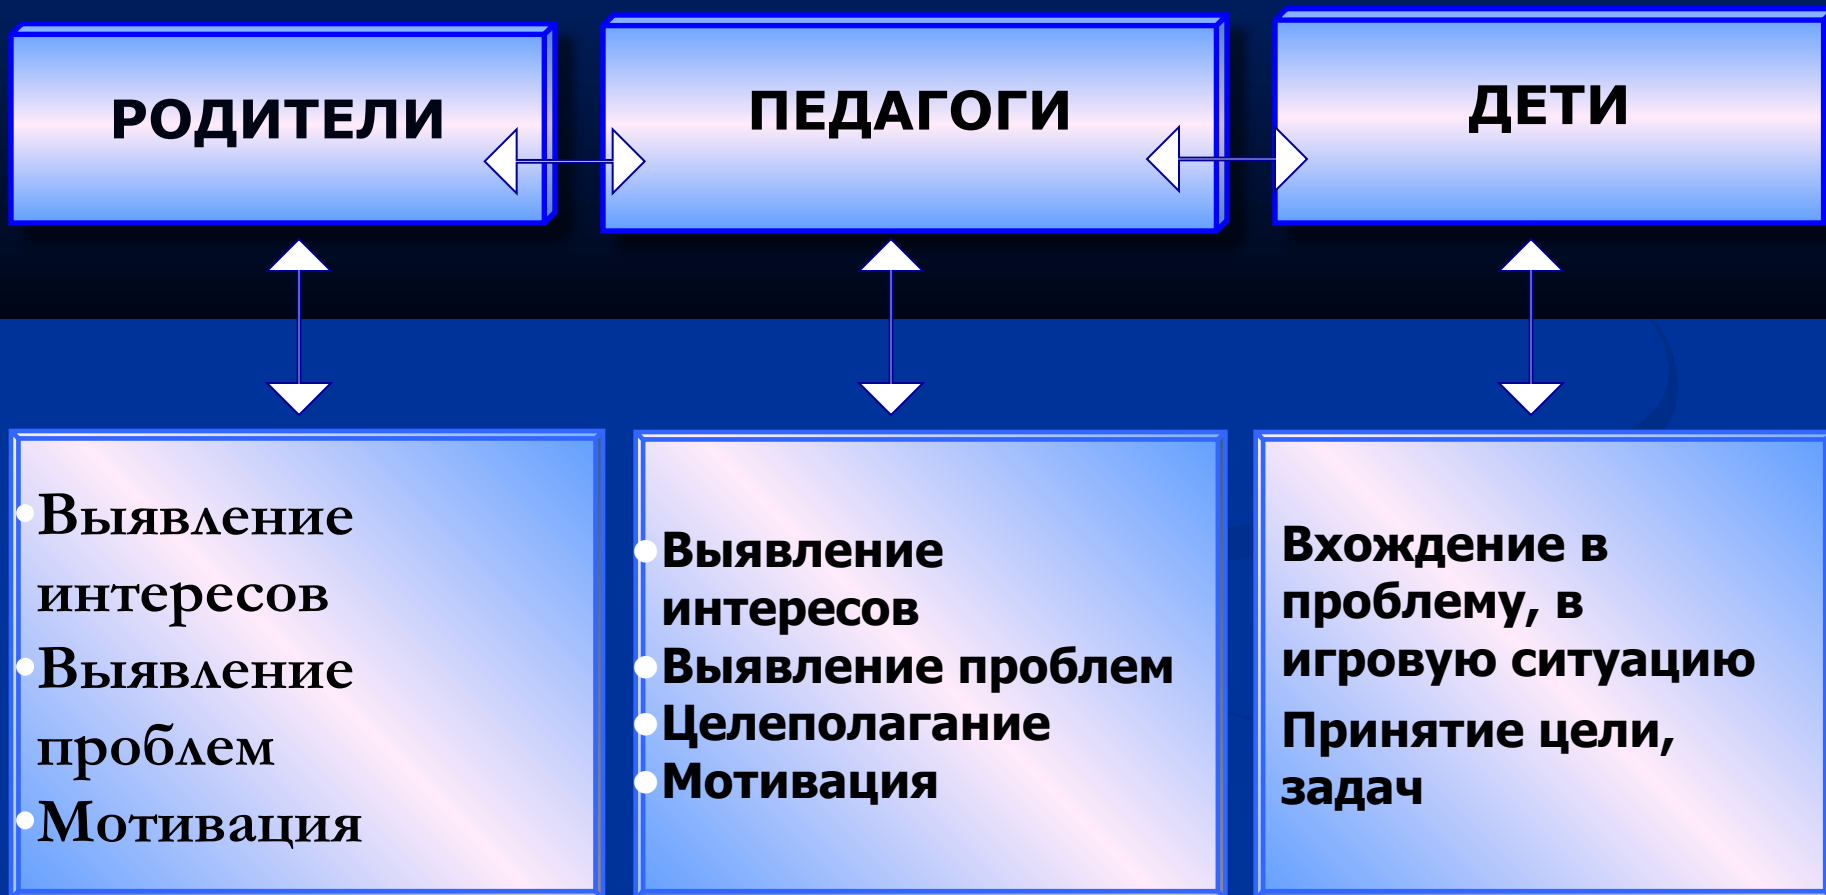 РОДИТЕЛИ
ПЕДАГОГИ
ДЕТИ
•Выявление
интересов
•Выявление
проблем
•Мотивация
•Выявление
интересов
•Выявление проблем
•Целеполагание
•Мотивация
Вхождение в
проблему, в
игровую ситуацию
Принятие цели,
задач